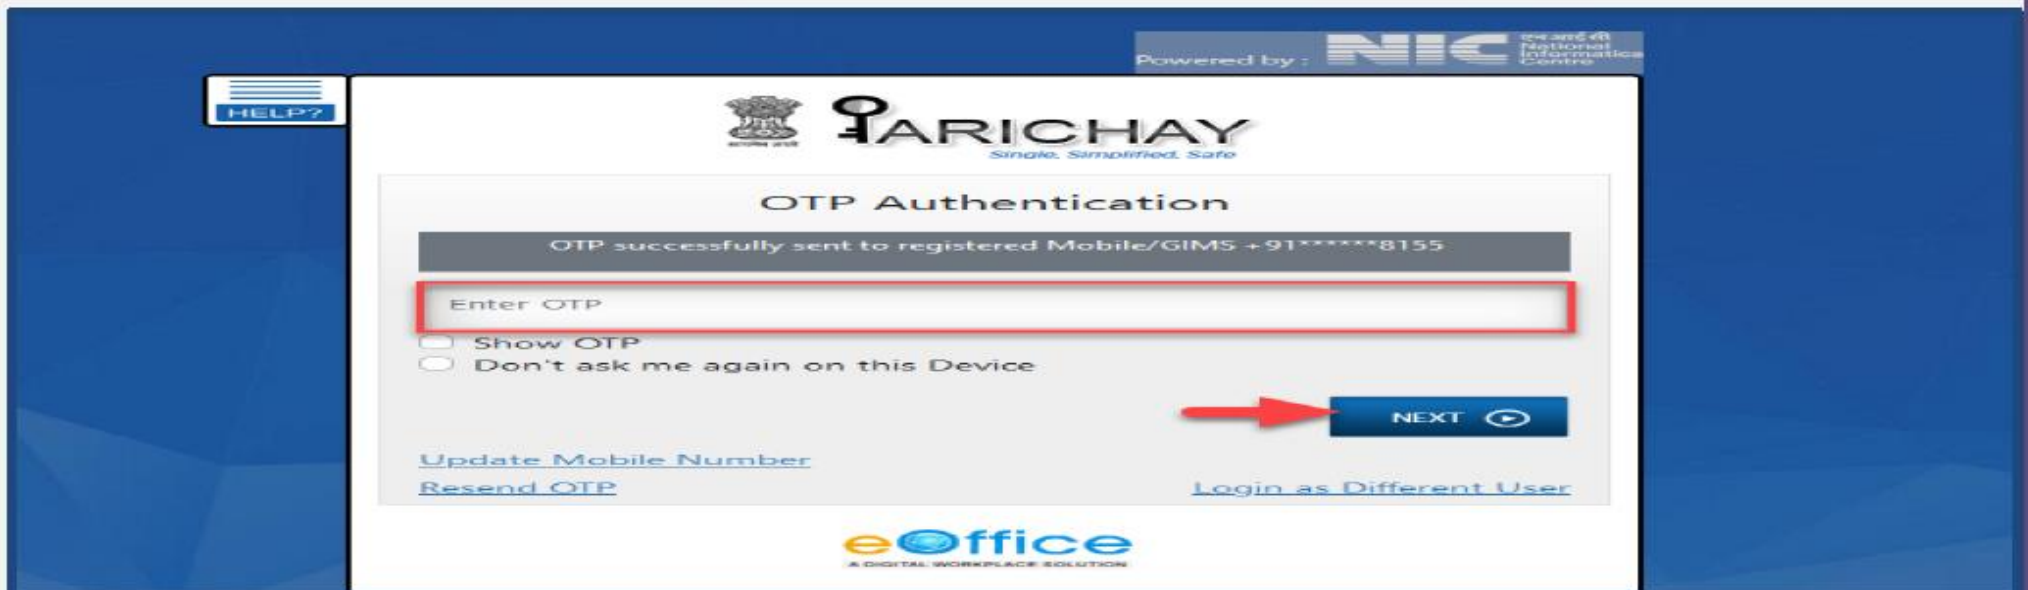 Powered by : NIC एन आई सी
National
Informatics
Centre
HELP?
PARICHAY
Single, Simplified, Safe
OTP Authentication
OTP successfully sent to registered Mobile/GIMS +91******8155
Enter OTP
Show OTP
Don't ask me again on this Device
NEXT
Update Mobile Number
Resend OTP
Login as Different User
eOffice
A DIGITAL WORKPLACE SOLUTION